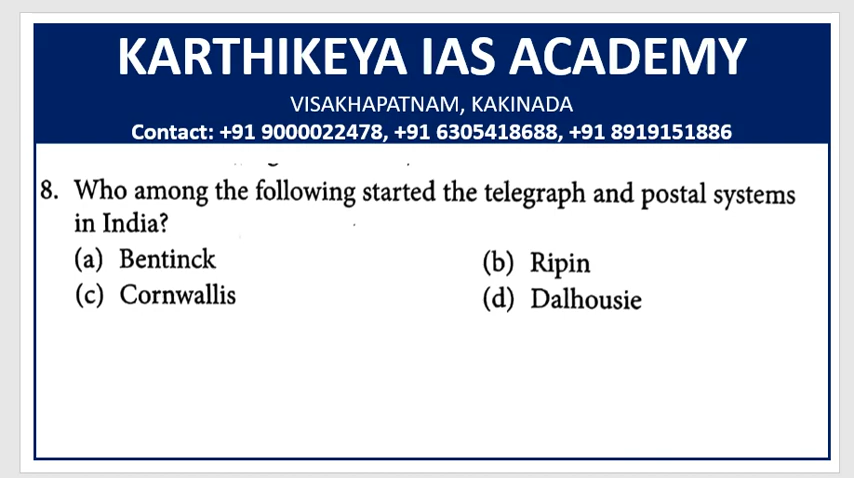 KARTHIKEYA IAS ACADEMY
VISAKHAPATNAM, KAKINADA
Contact: +91 9000022478, +91 6305418688, +91 8919151886
8. Who among the following started the telegraph and postal systems
in India?
(a) Bentinck (b) Ripin
(c) Cornwallis (d) Dalhousie